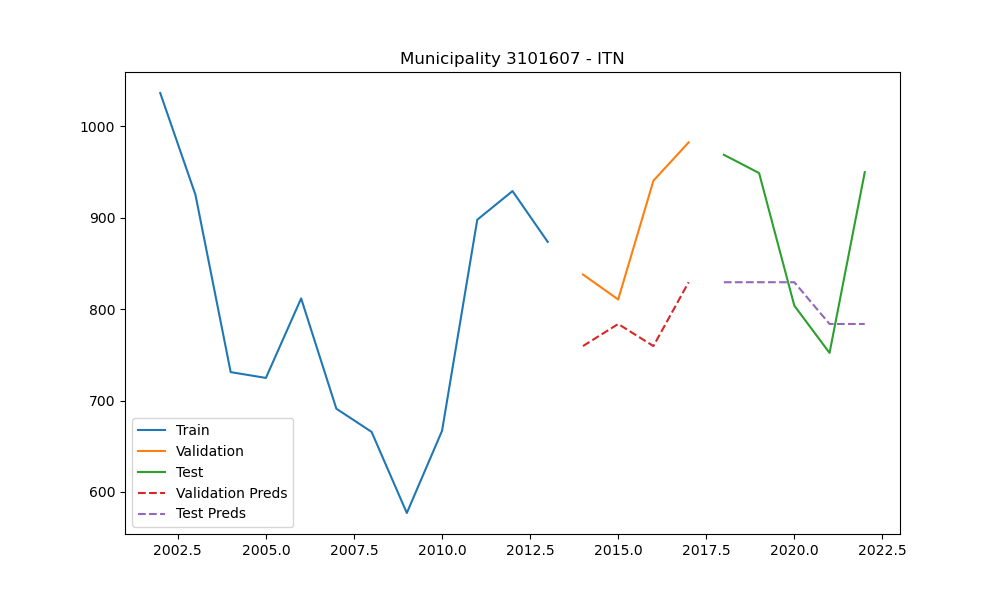 Municipality 3101607 - ITN
1000
900
800
700
600
Train
Validation
Test
Validation Preds
Test Preds
2002.5 2005.0 2007.5 2010.0 2012.5 2015.0 2017.5 2020.0 2022.5